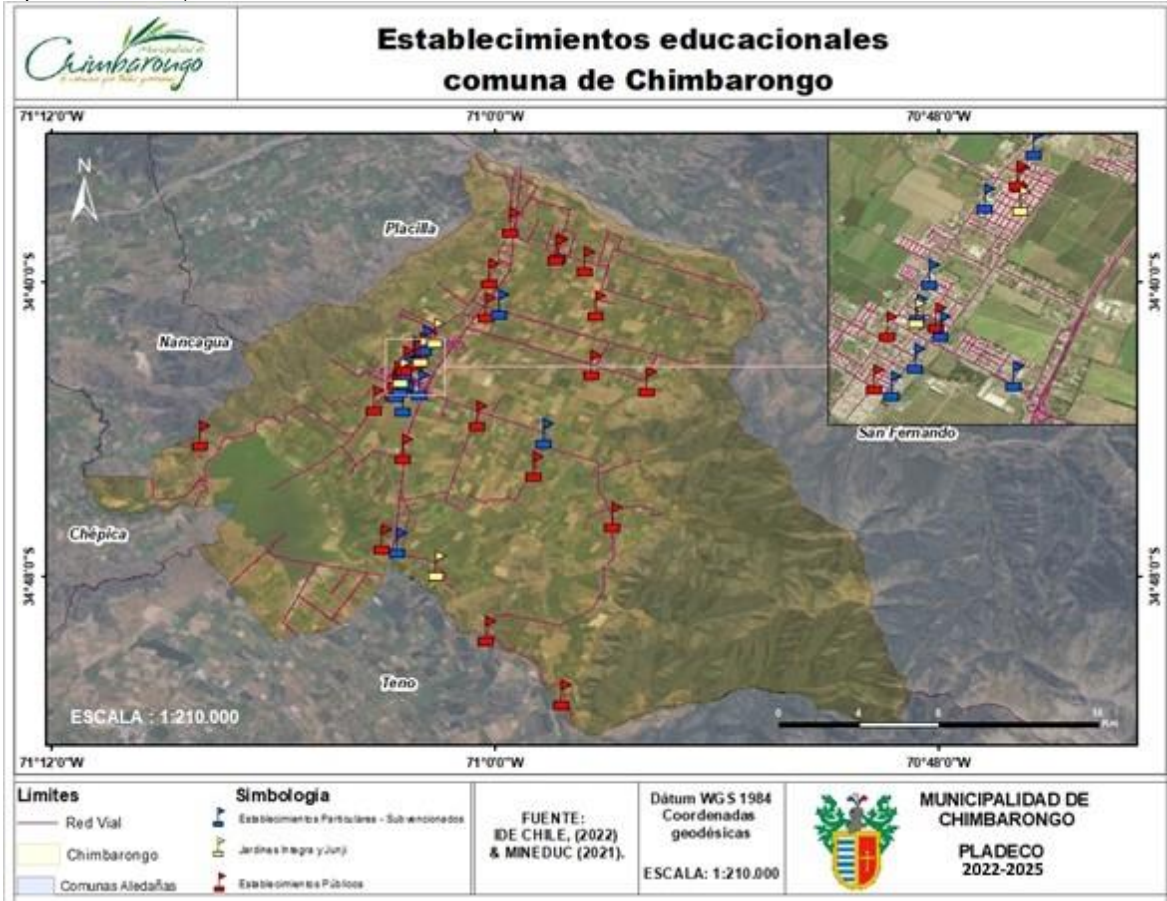 Municipalidad de
Chimbarongo
Establecimientos educacionales
comuna de Chimbarongo
71°12'0"W
71°0'0"W
70°48'0"W
N
Placilla
34°40'0"S
34°40'0"S
Nancagua
San Fernando
Chépica
34°48'0"S
34°48'0"S
Teno
ESCALA : 1:210.000
0
4
Km
71°12'0"W
71°0'0"W
70°48'0"W
Limites
Red Vial
Chimbarongo
Comunas Aledañas
Simbología
Establecimientos Particulares - Subvencionados
Jardines Integra y Junji
Establecimientos Públicos
FUENTE:
IDE CHILE, (2022)
& MINEDUC (2021).
Dátum WGS 1984
Coordenadas
geodésicas
ESCALA: 1:210.000
MUNICIPALIDAD DE
CHIMBARONGO
PLADECO
2022-2025